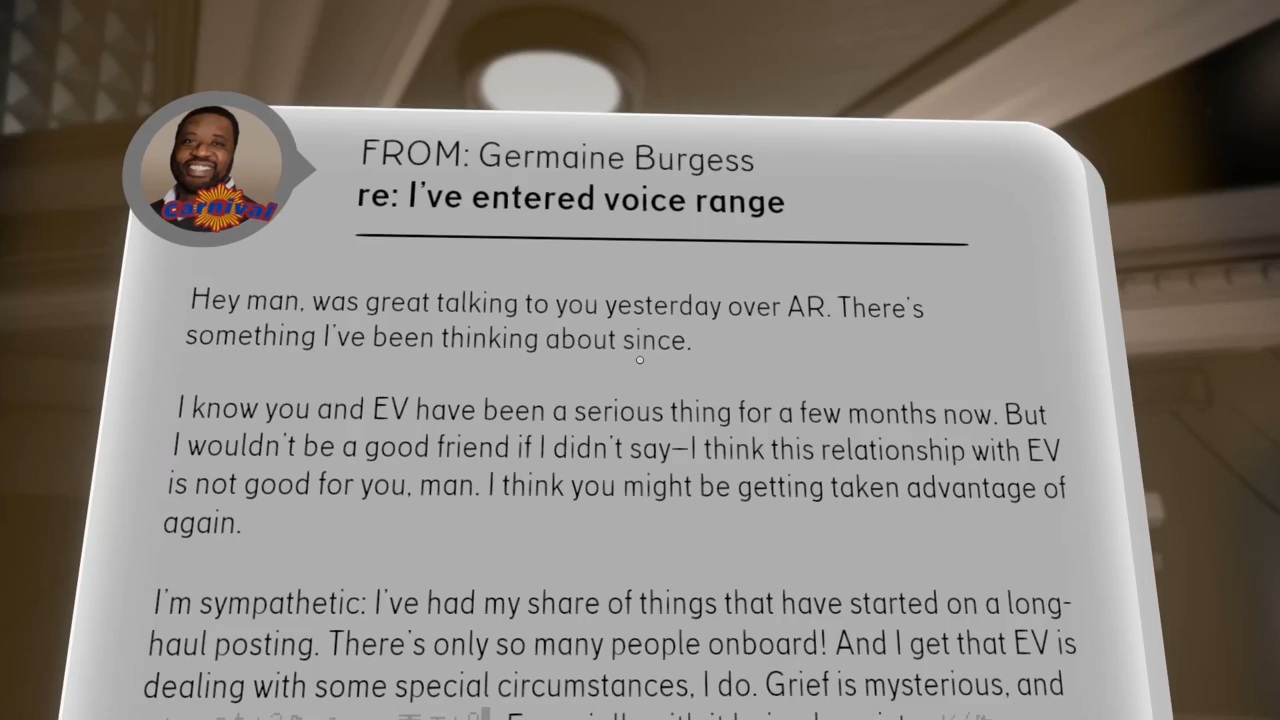 Carnival
FROM: Germaine Burgess
re: I've entered voice range
Hey man, was great talking to you yesterday over AR. There's
something I've been thinking about since.
I know you and EV have been a serious thing for a few months now. But
I wouldn't be a good friend if I didn't say—I think this relationship with EV
is not good for you, man. I think you might be getting taken advantage of
again.
I'm sympathetic: I've had my share of things that have started on a long-
haul posting. There's only so many people onboard! And I get that EV is
dealing with some special circumstances, I do. Grief is mysterious, and